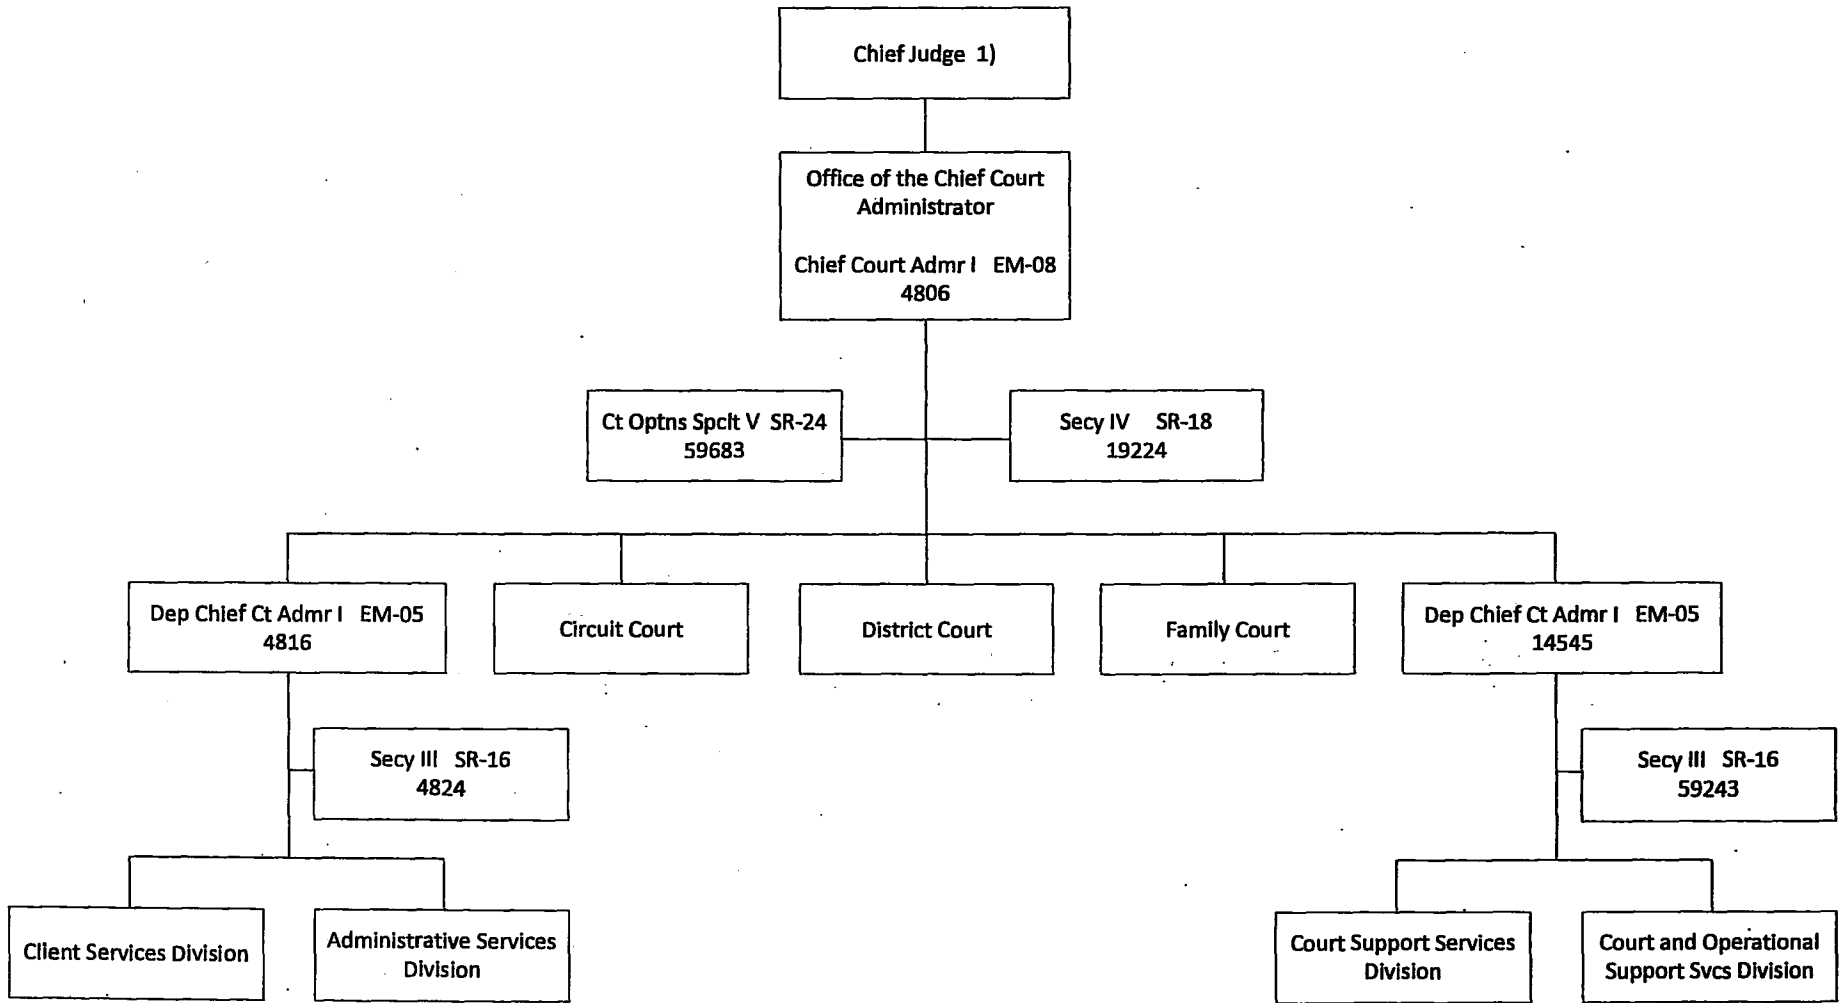 Chief Judge 1)
Office of the Chief Court
Administrator
Chief Court Admr I EM-08
4806
Ct Optns Spclt V SR-24
59683
Secy IV SR-18
19224
Dep Chief Ct Admr I EM-05
4816
Circuit Court
District Court
Family Court
Dep Chief Ct Admr I EM-05
14545
Secy III SR-16
4824
Secy III SR-16
59243
Client Services Division
Administrative Services
Division
Court Support Services
Division
Court and Operational
Support Svcs Division